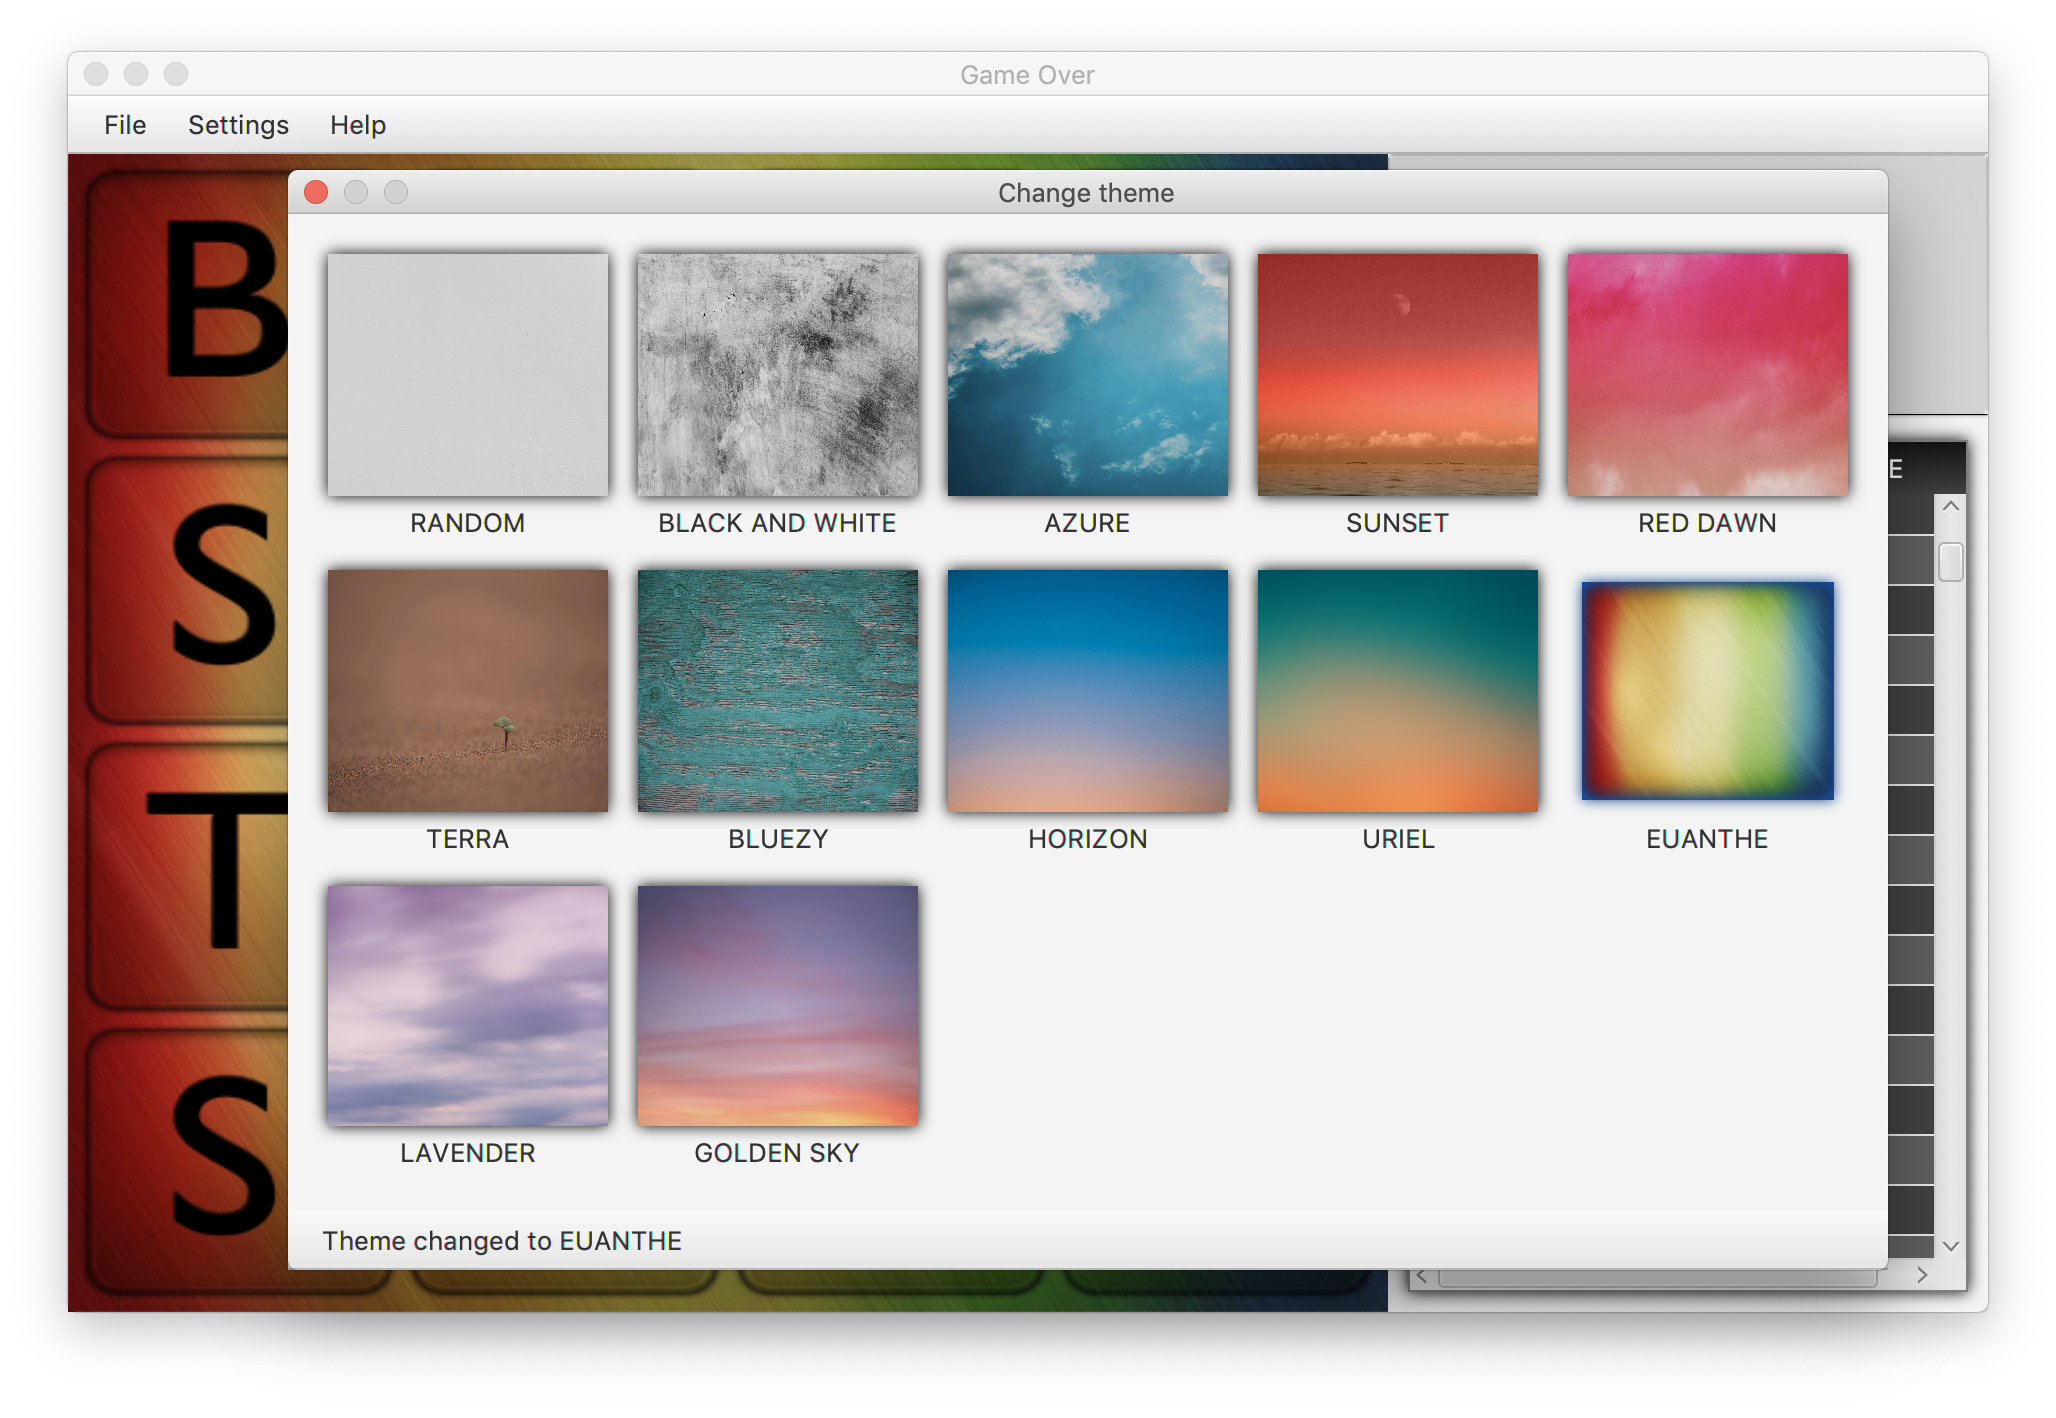 Game Over
File Settings Help
Change theme
B
S
T
S
E
RANDOM BLACK AND WHITE AZURE SUNSET RED DAWN
TERRA BLUEZY HORIZON URIEL EUANTHE
LAVENDER GOLDEN SKY
Theme changed to EUANTHE